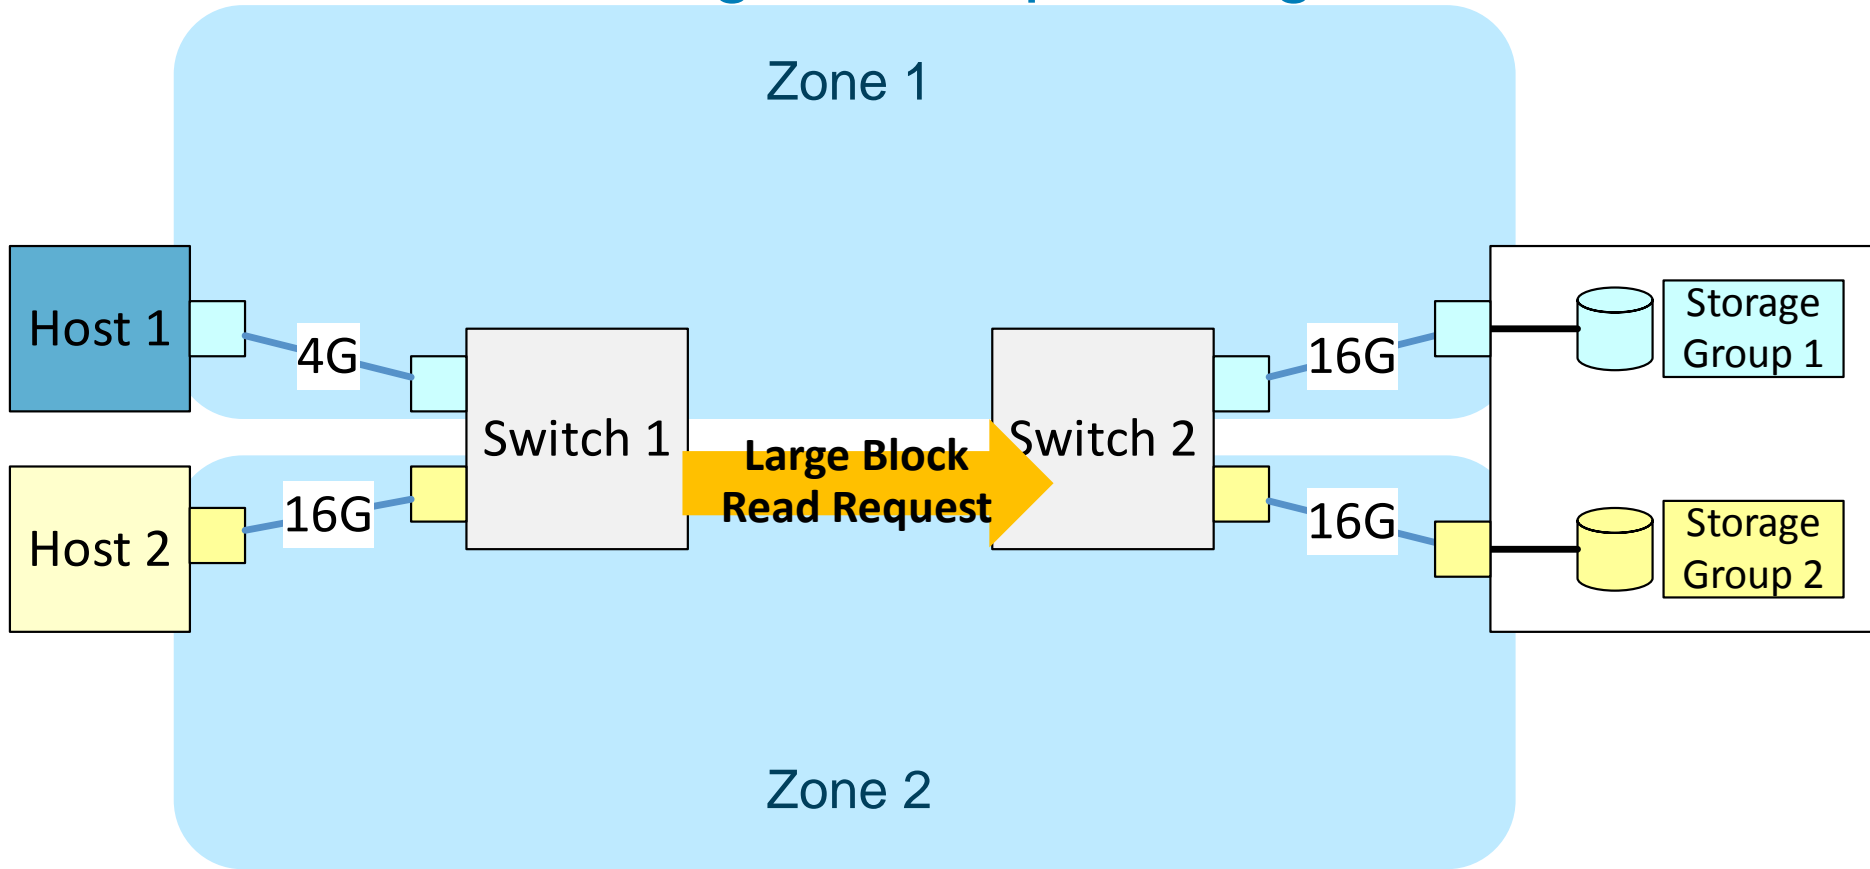 Zone 1
Host 1
4G
Switch 1
Switch 2
16G
Storage
Group 1
Large Block
Read Request
Host 2
16G
16G
Storage
Group 2
Zone 2